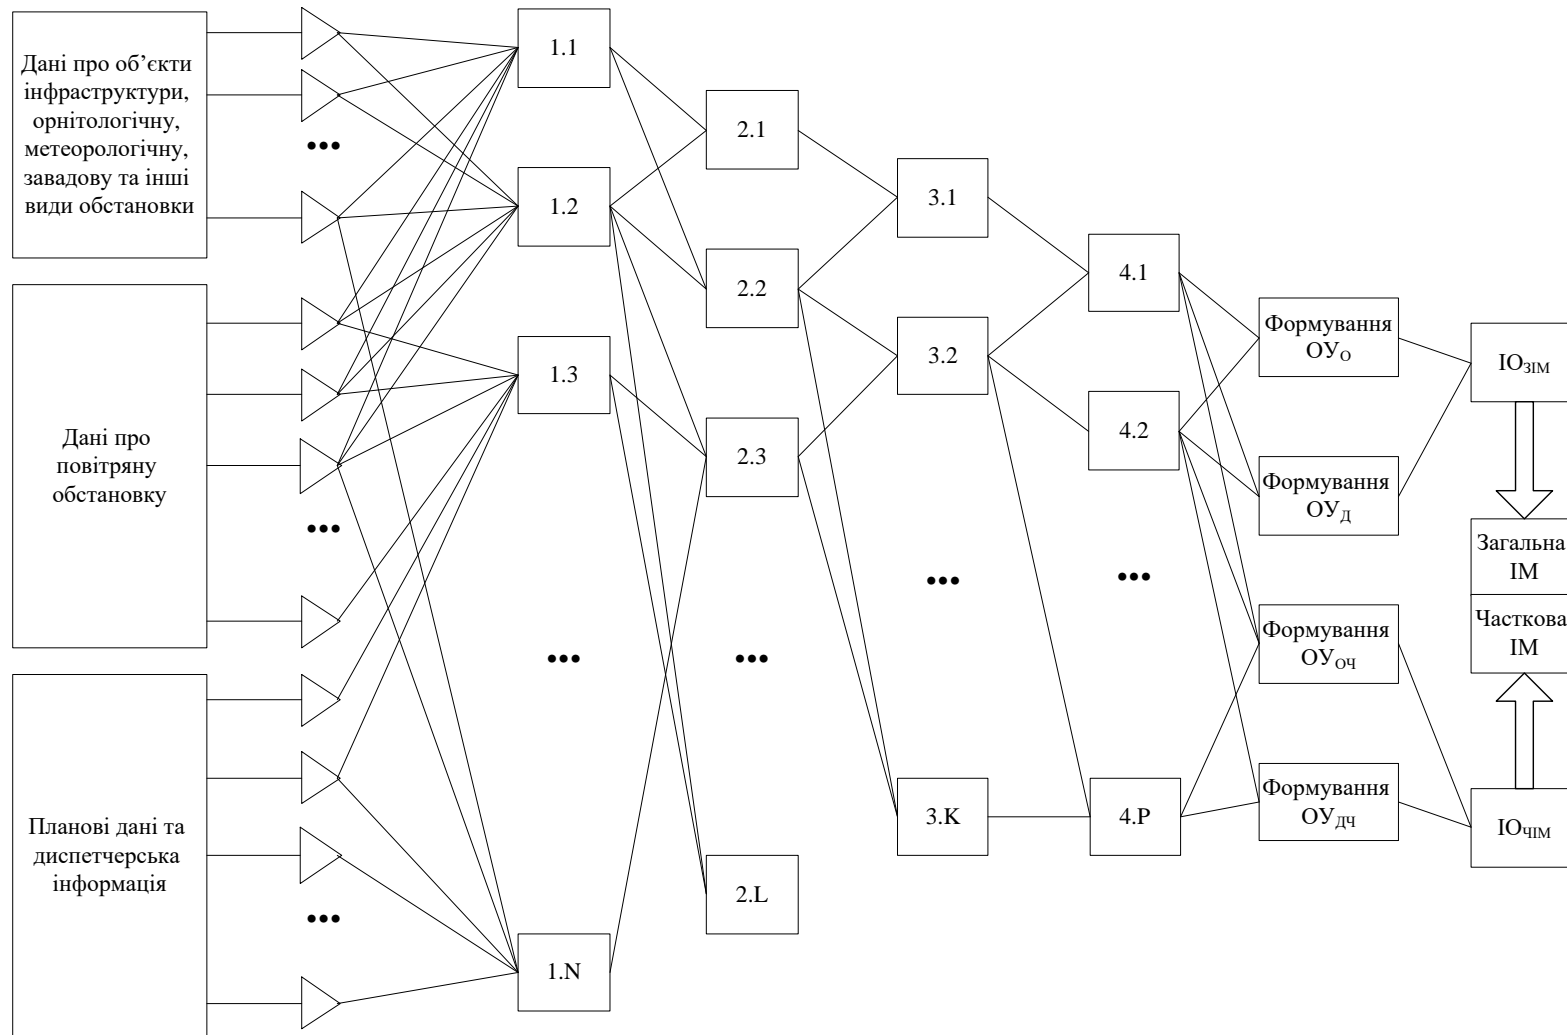 Дані про об’єкти
інфраструктури,
орнітологічну,
метеорологічну,
завадову та інші
види обстановки
Дані про
повітряну
обстановку
Планові дані та
диспетчерська
інформація
•••
•••
•••
1.1
1.2
1.3
•••
1.N
2.1
2.2
2.3
•••
2.L
3.1
3.2
•••
3.K
4.1
4.2
•••
4.P
Формування
ОУО
Формування
ОУД
Формування
ОУОЧ
Формування
ОУДЧ
ІОЗІМ
Загальна
ІМ
Часткова
ІМ
ІОЧІМ